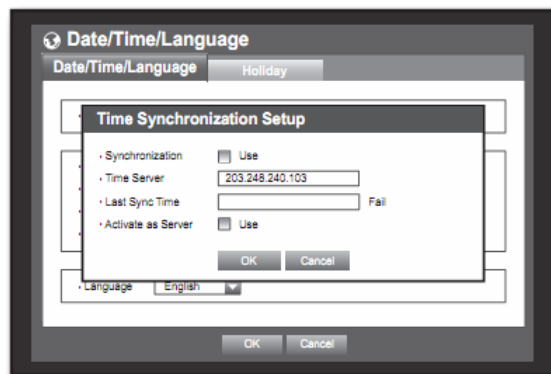 Date/Time/Language
Date/Time/Language Holiday
Time Synchronization Setup
• Synchronization Use
• Time Server 203.248.240.103
• Last Sync Time Fail
• Activate as Server Use
OK Cancel
• Language English
OK Cancel